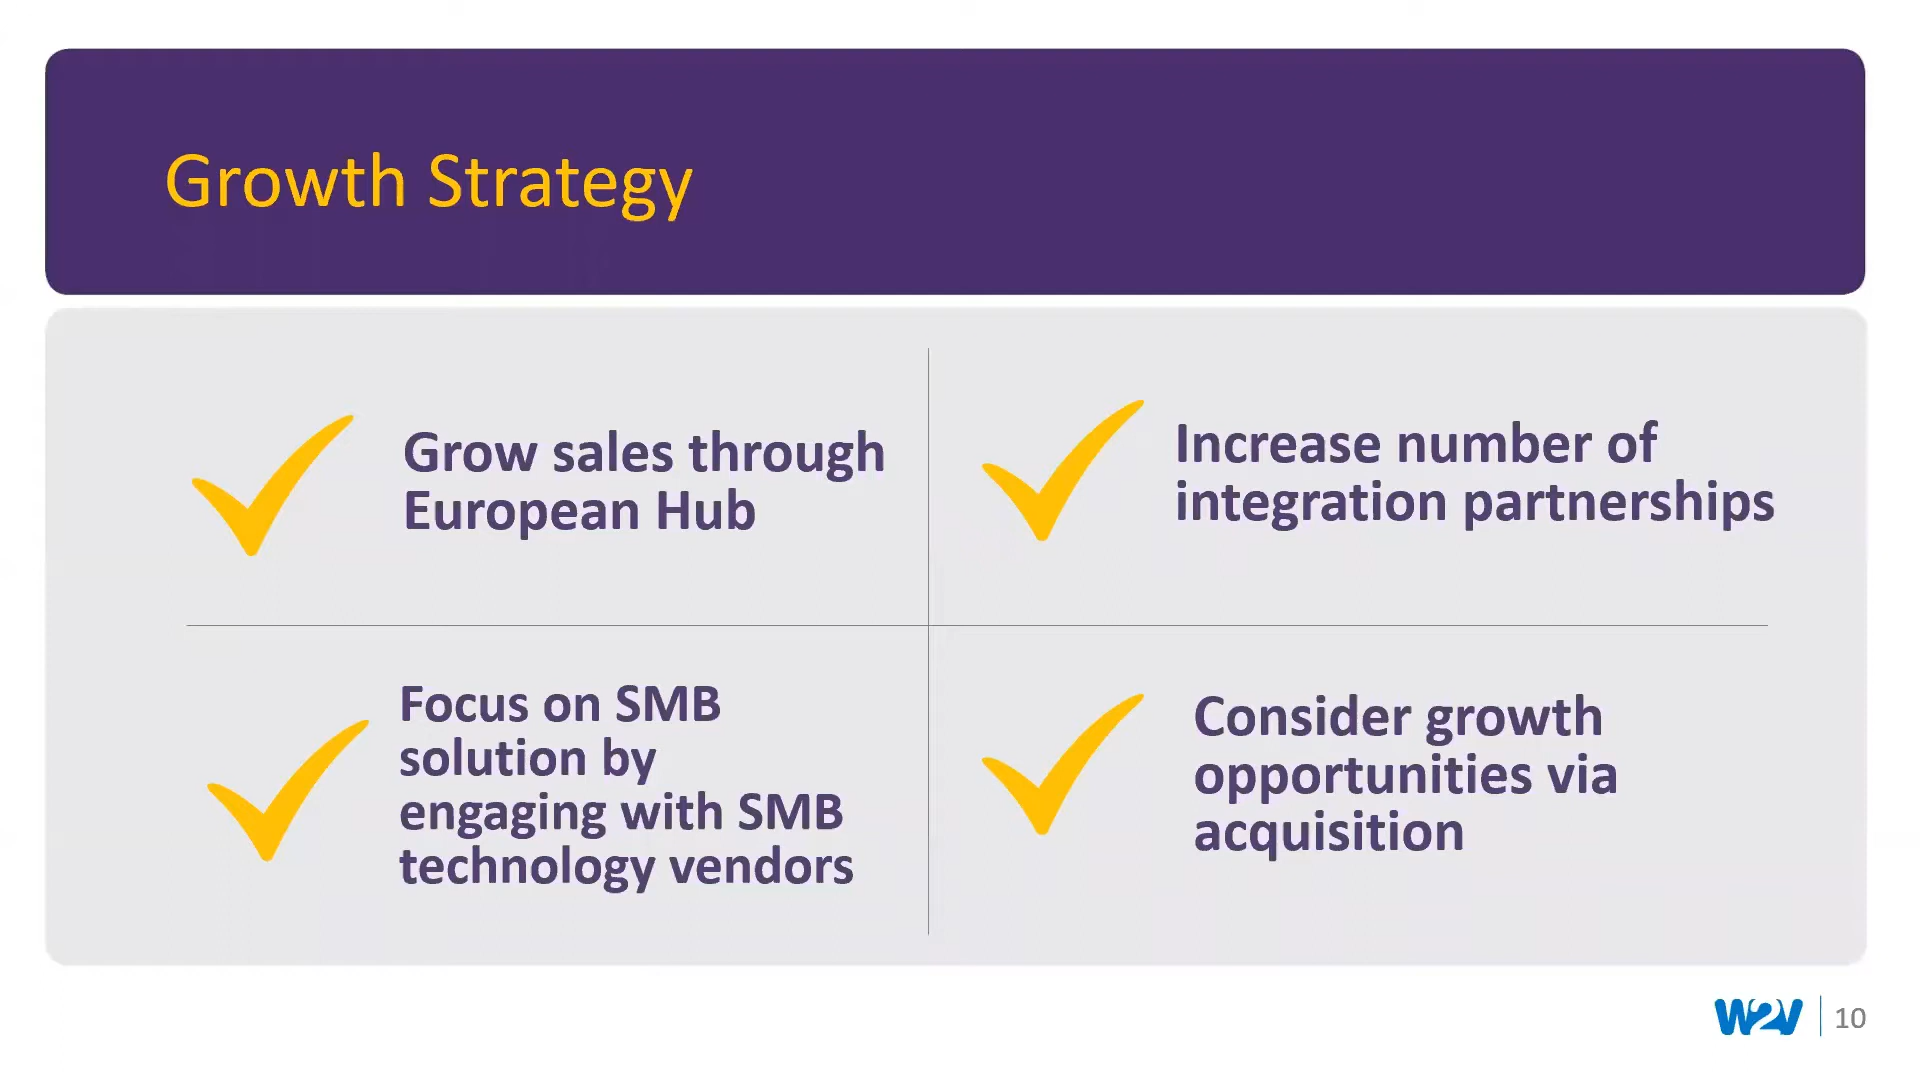 Growth Strategy
Grow sales through
European Hub
Increase number of
integration partnerships
Focus on SMB
solution by
engaging with SMB
technology vendors
Consider growth
opportunities via
acquisition
W2V
10